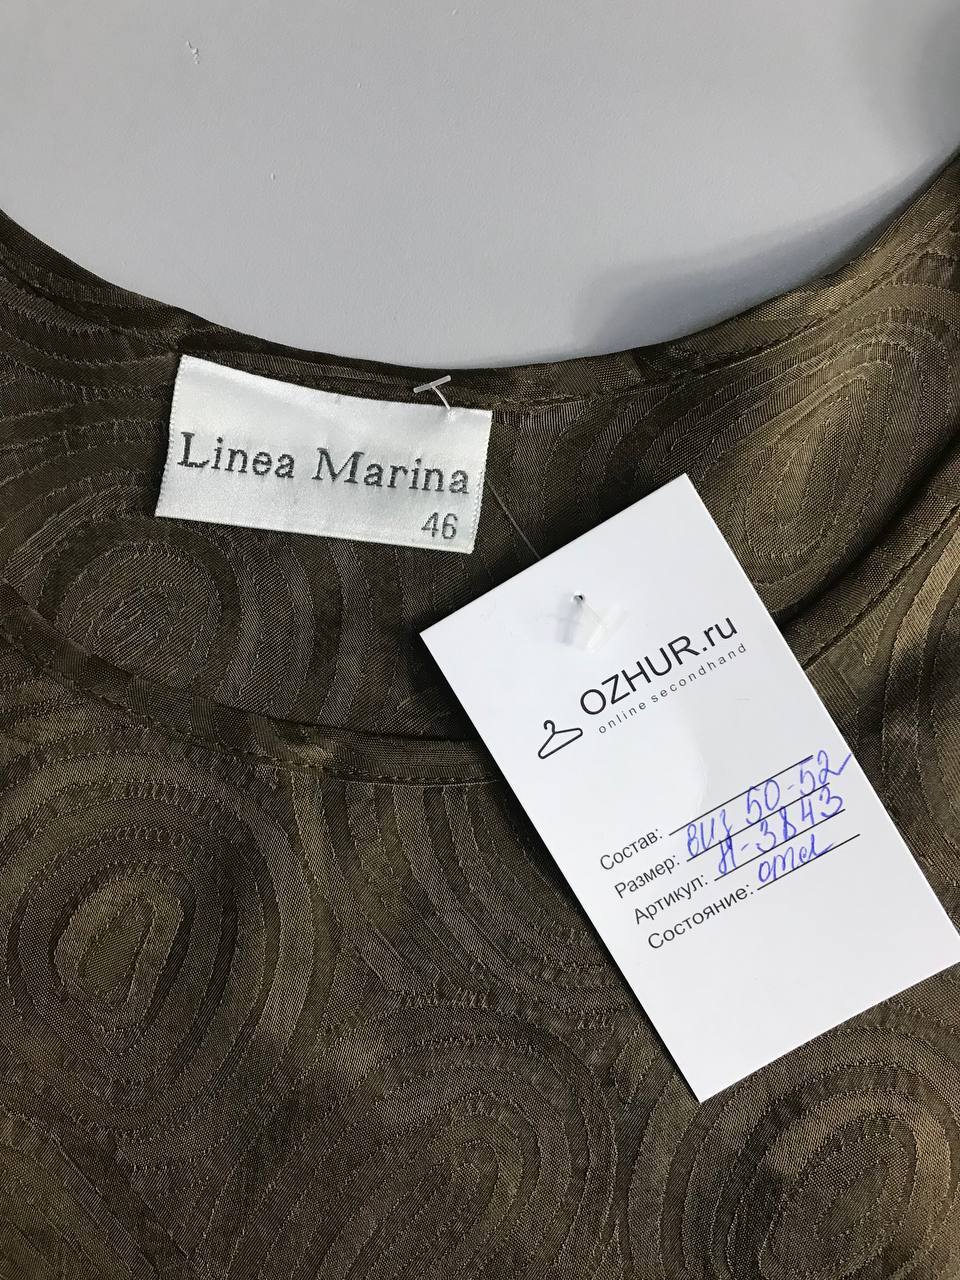 Linea Marina
46
OZHUR.ru
online secondhand
Состав:
Размер: виз 50-52
Артикул: Н-3843
Состояние: отл